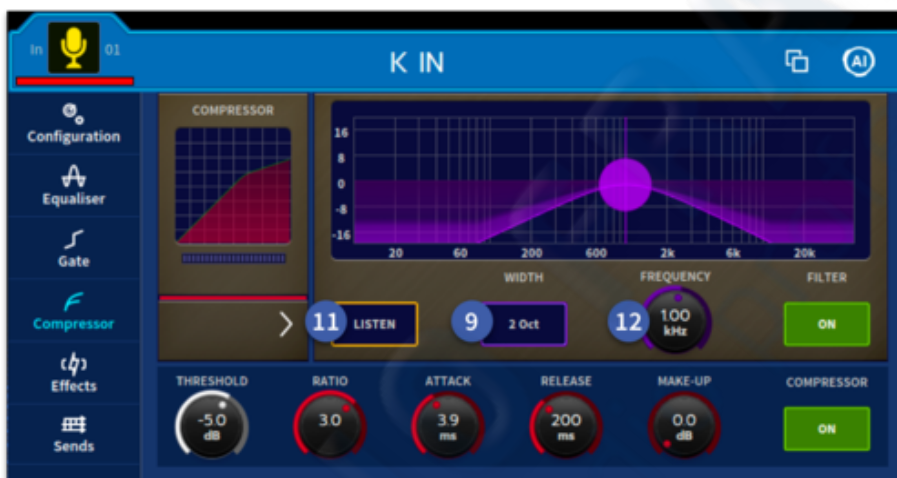 In 01
K IN
AI
Configuration
Equaliser
Gate
Compressor
Effects
Sends
COMPRESSOR
16
8
0
-8
-16
20 60 200 600 2k 6k 20k
WIDTH FREQUENCY FILTER
11 LISTEN 9 2 Oct 12 1.00 kHz ON
THRESHOLD RATIO ATTACK RELEASE MAKE-UP COMPRESSOR
-5.0 3.0 3.9 200 0.0 ON
dB ms ms dB